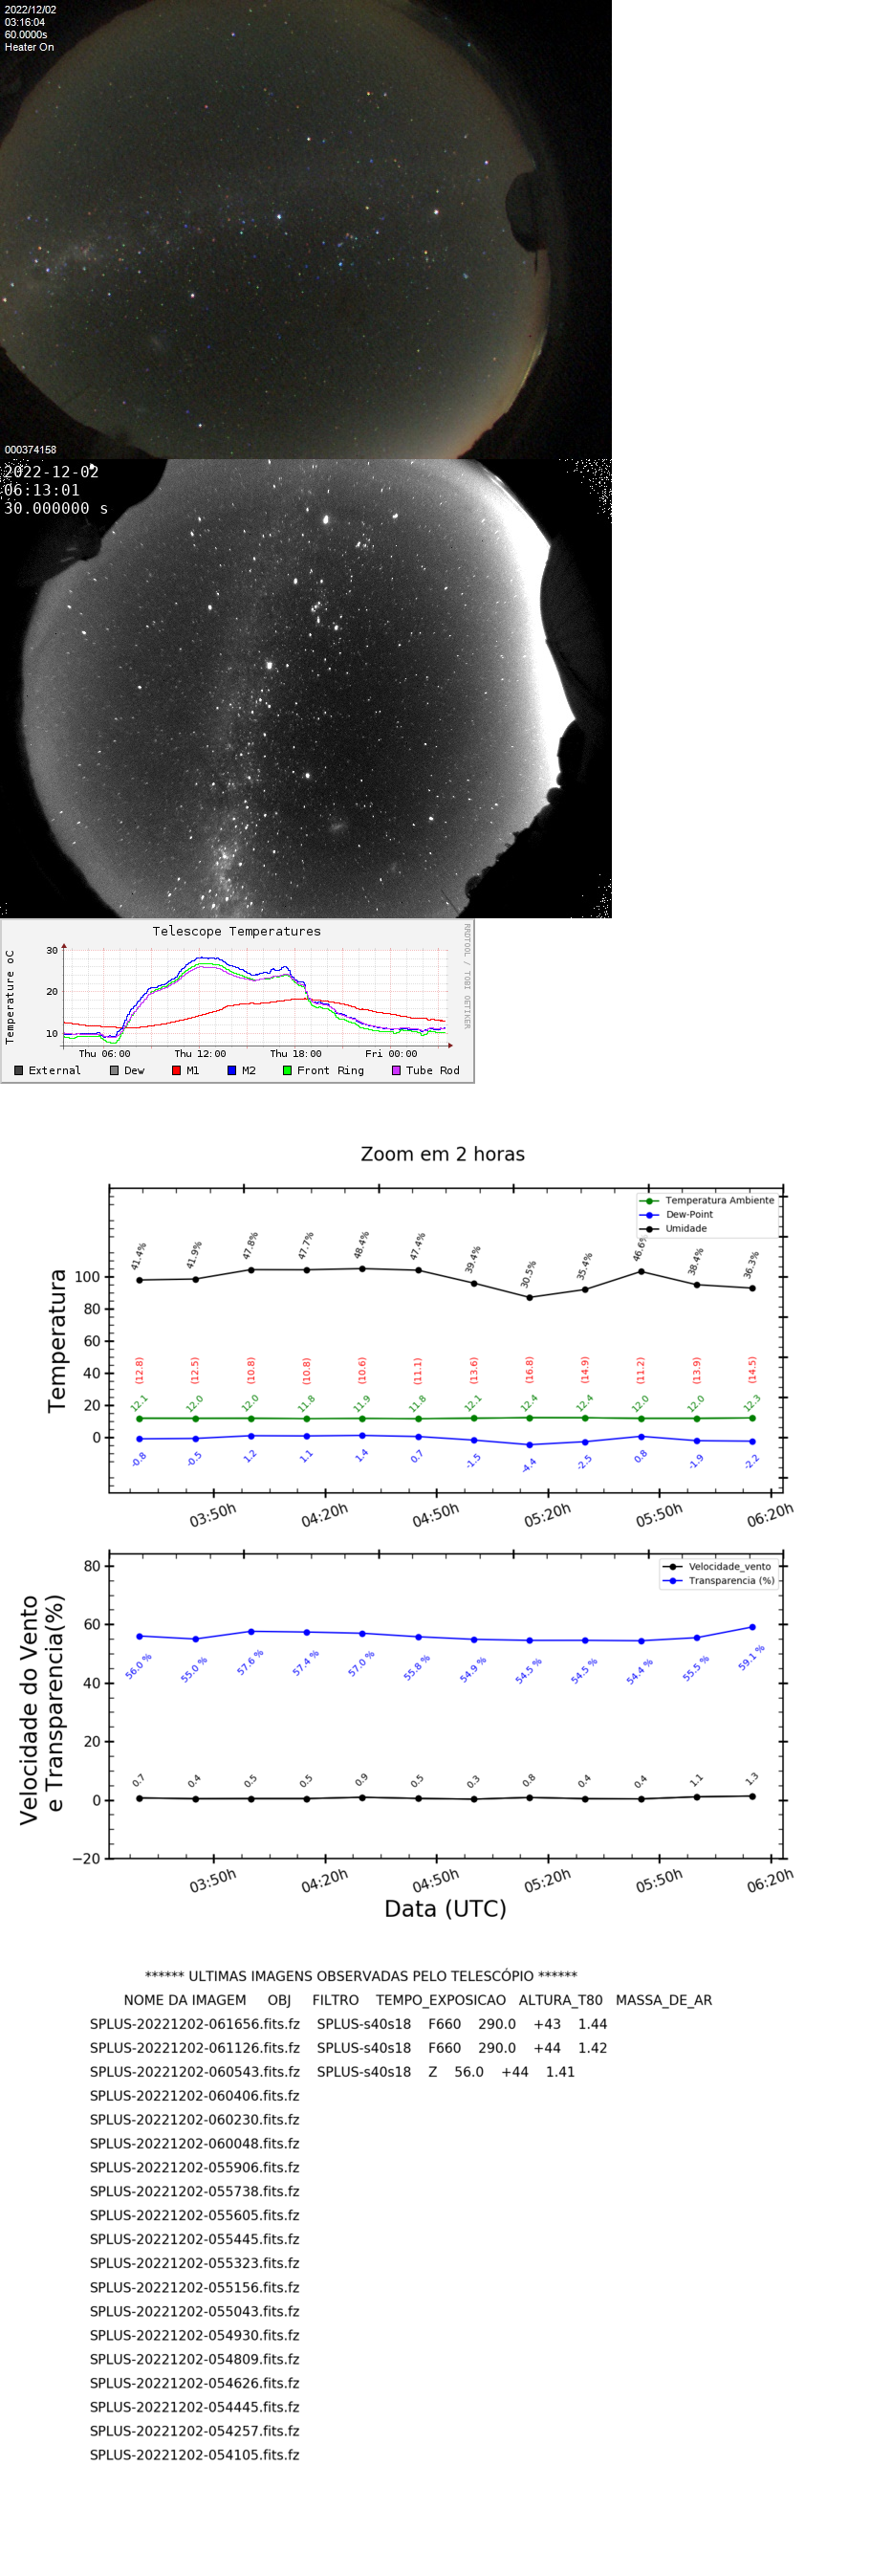 2022/12/02
03:16:04
60.0000s
Heater On
000374158
2022-12-02
06:13:01
30.000000 s
Telescope Temperatures
Temperature oC
30
20
10
Thu 06:00 Thu 12:00 Thu 18:00 Fri 00:00
External Dew M1 M2 Front Ring Tube Rod
RRDTOOL / TOBI OETIKER
Zoom em 2 horas
Temperatura Ambiente
Dew-Point
Umidade
Temperatura
100
80
60
40
20
0
41.4% 41.9% 47.8% 47.7% 48.4% 47.4% 39.4% 30.5% 35.4% 46.6% 38.4% 36.3%
(12.8) (12.5) (10.8) (10.8) (10.6) (11.1) (13.6) (16.8) (14.9) (11.2) (13.9) (14.5)
12.1 12.0 12.0 11.8 11.9 11.8 12.1 12.4 12.4 12.0 12.0 12.3
-0.8 -0.5 1.2 1.1 1.4 0.7 -1.5 -4.4 -2.5 0.8 -1.9 -2.2
03:50h 04:20h 04:50h 05:20h 05:50h 06:20h
Velocidade_vento
Transparencia (%)
Velocidade do Vento
e Transparencia(%)
80
60
40
20
0
−20
56.0 % 55.0 % 57.6 % 57.4 % 57.0 % 55.8 % 54.9 % 54.5 % 54.5 % 54.4 % 55.5 % 59.1 %
0.7 0.4 0.5 0.5 0.9 0.5 0.3 0.8 0.4 0.4 1.1 1.3
03:50h 04:20h 04:50h 05:20h 05:50h 06:20h
Data (UTC)
****** ULTIMAS IMAGENS OBSERVADAS PELO TELESCÓPIO ******
NOME DA IMAGEM OBJ FILTRO TEMPO_EXPOSICAO ALTURA_T80 MASSA_DE_AR
SPLUS-20221202-061656.fits.fz SPLUS-s40s18 F660 290.0 +43 1.44
SPLUS-20221202-061126.fits.fz SPLUS-s40s18 F660 290.0 +44 1.42
SPLUS-20221202-060543.fits.fz SPLUS-s40s18 Z 56.0 +44 1.41
SPLUS-20221202-060406.fits.fz
SPLUS-20221202-060230.fits.fz
SPLUS-20221202-060048.fits.fz
SPLUS-20221202-055906.fits.fz
SPLUS-20221202-055738.fits.fz
SPLUS-20221202-055605.fits.fz
SPLUS-20221202-055445.fits.fz
SPLUS-20221202-055323.fits.fz
SPLUS-20221202-055156.fits.fz
SPLUS-20221202-055043.fits.fz
SPLUS-20221202-054930.fits.fz
SPLUS-20221202-054809.fits.fz
SPLUS-20221202-054626.fits.fz
SPLUS-20221202-054445.fits.fz
SPLUS-20221202-054257.fits.fz
SPLUS-20221202-054105.fits.fz